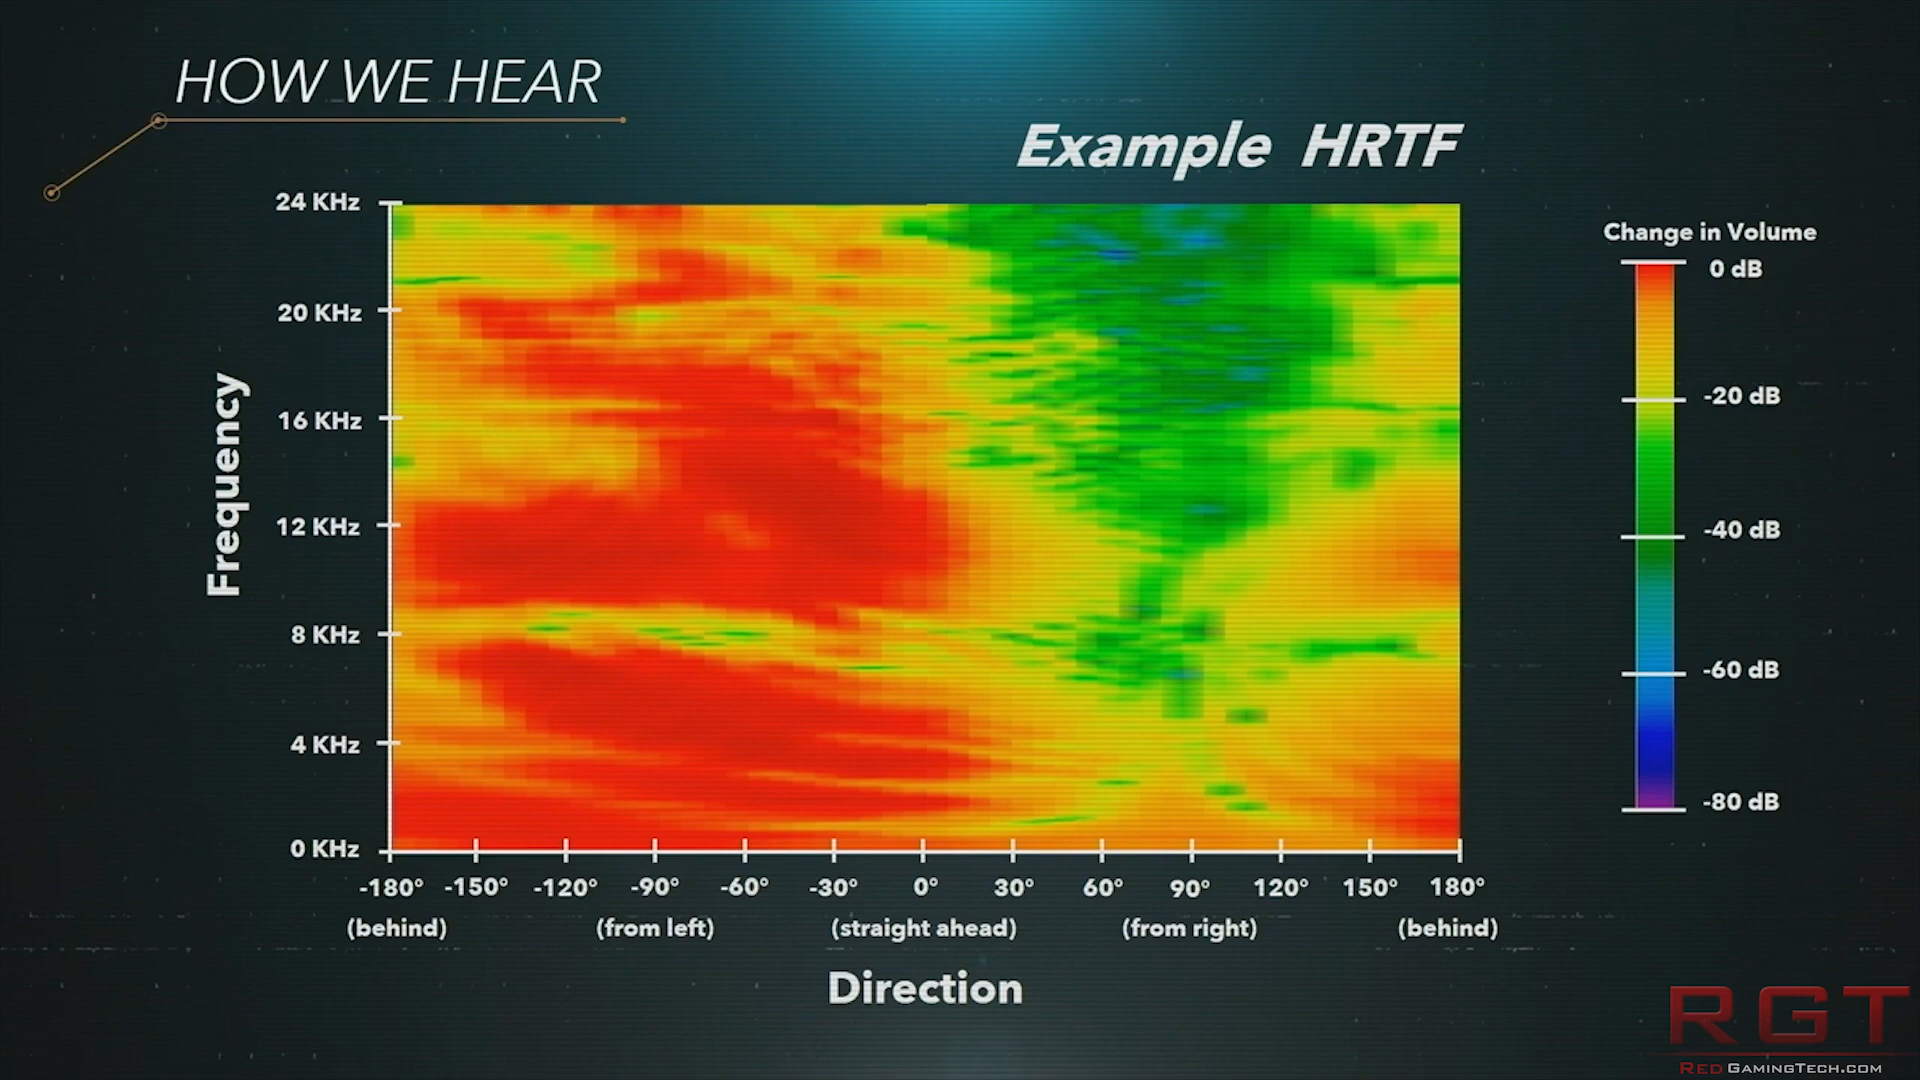 HOW WE HEAR
Example HRTF
24 KHz
20 KHz
16 KHz
12 KHz
8 KHz
4 KHz
0 KHz
Frequency
-180° -150° -120° -90° -60° -30° 0° 30° 60° 90° 120° 150° 180°
(behind) (from left) (straight ahead) (from right) (behind)
Direction
Change in Volume
0 dB
-20 dB
-40 dB
-60 dB
-80 dB
RGT
REDGAMINGTECH.COM